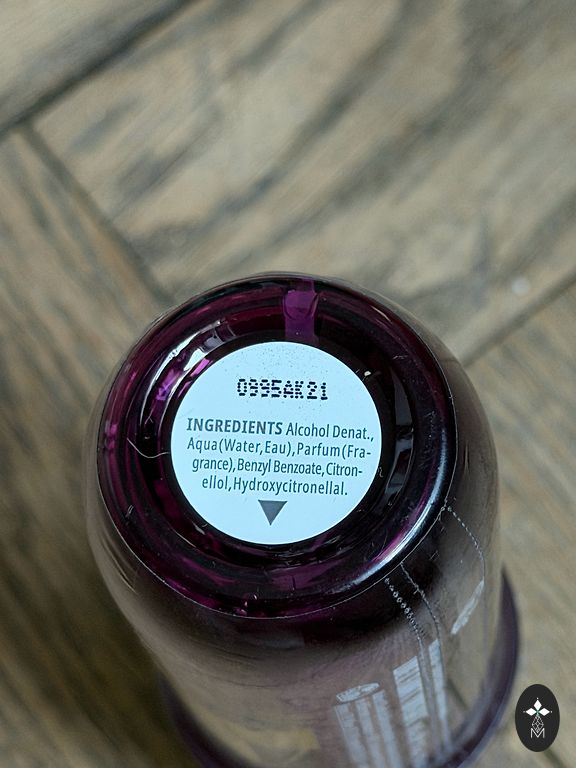 0995AK21
INGREDIENTS Alcohol Denat.,
Aqua(Water,Eau),Parfum(Fra-
grance),Benzyl Benzoate,Citron-
ellol,Hydroxycitronellal.
M